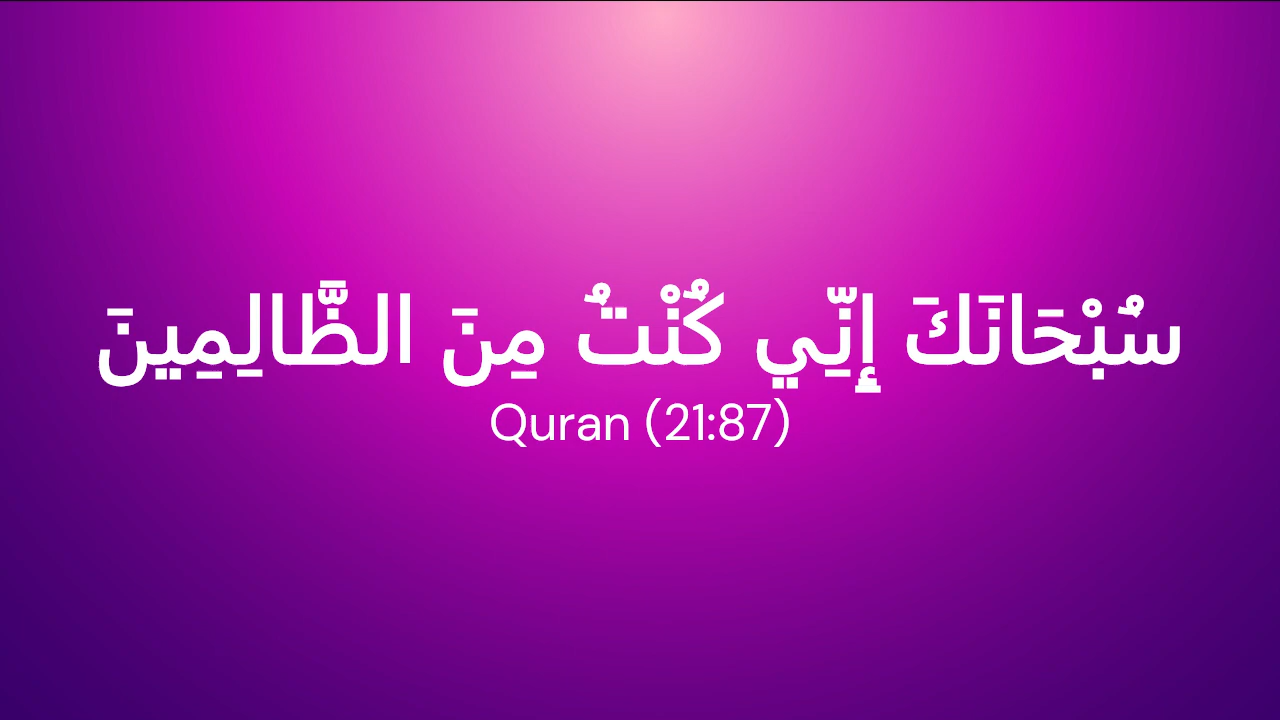 سُبْحَانَكَ إِنِّي كُنْتُ مِنَ الظَّالِمِينَ
Quran (21:87)